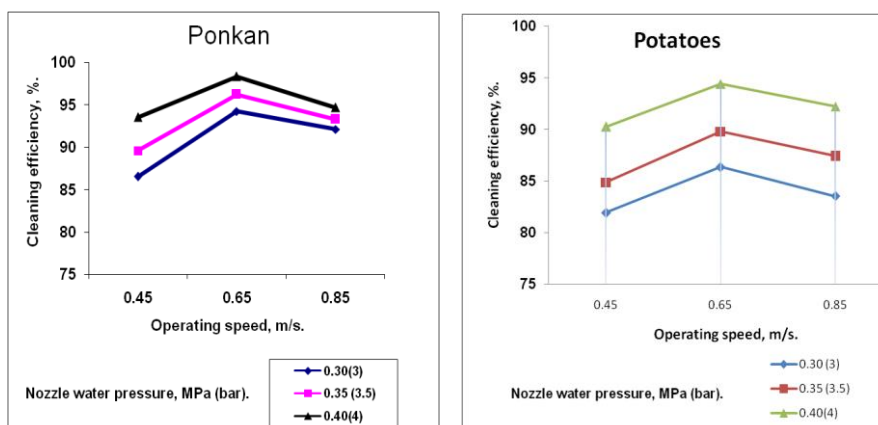 Ponkan
Cleaning efficiency, %.
100
95
90
85
80
75
0.45 0.65 0.85
Operating speed, m/s.
Nozzle water pressure, MPa (bar).
0.30(3)
0.35 (3.5)
0.40(4)
Potatoes
Cleaning efficiency, %.
100
95
90
85
80
75
0.45 0.65 0.85
Operating speed, m/s.
Nozzle water pressure, MPa (bar).
0.30 (3)
0.35 (3.5)
0.40(4)